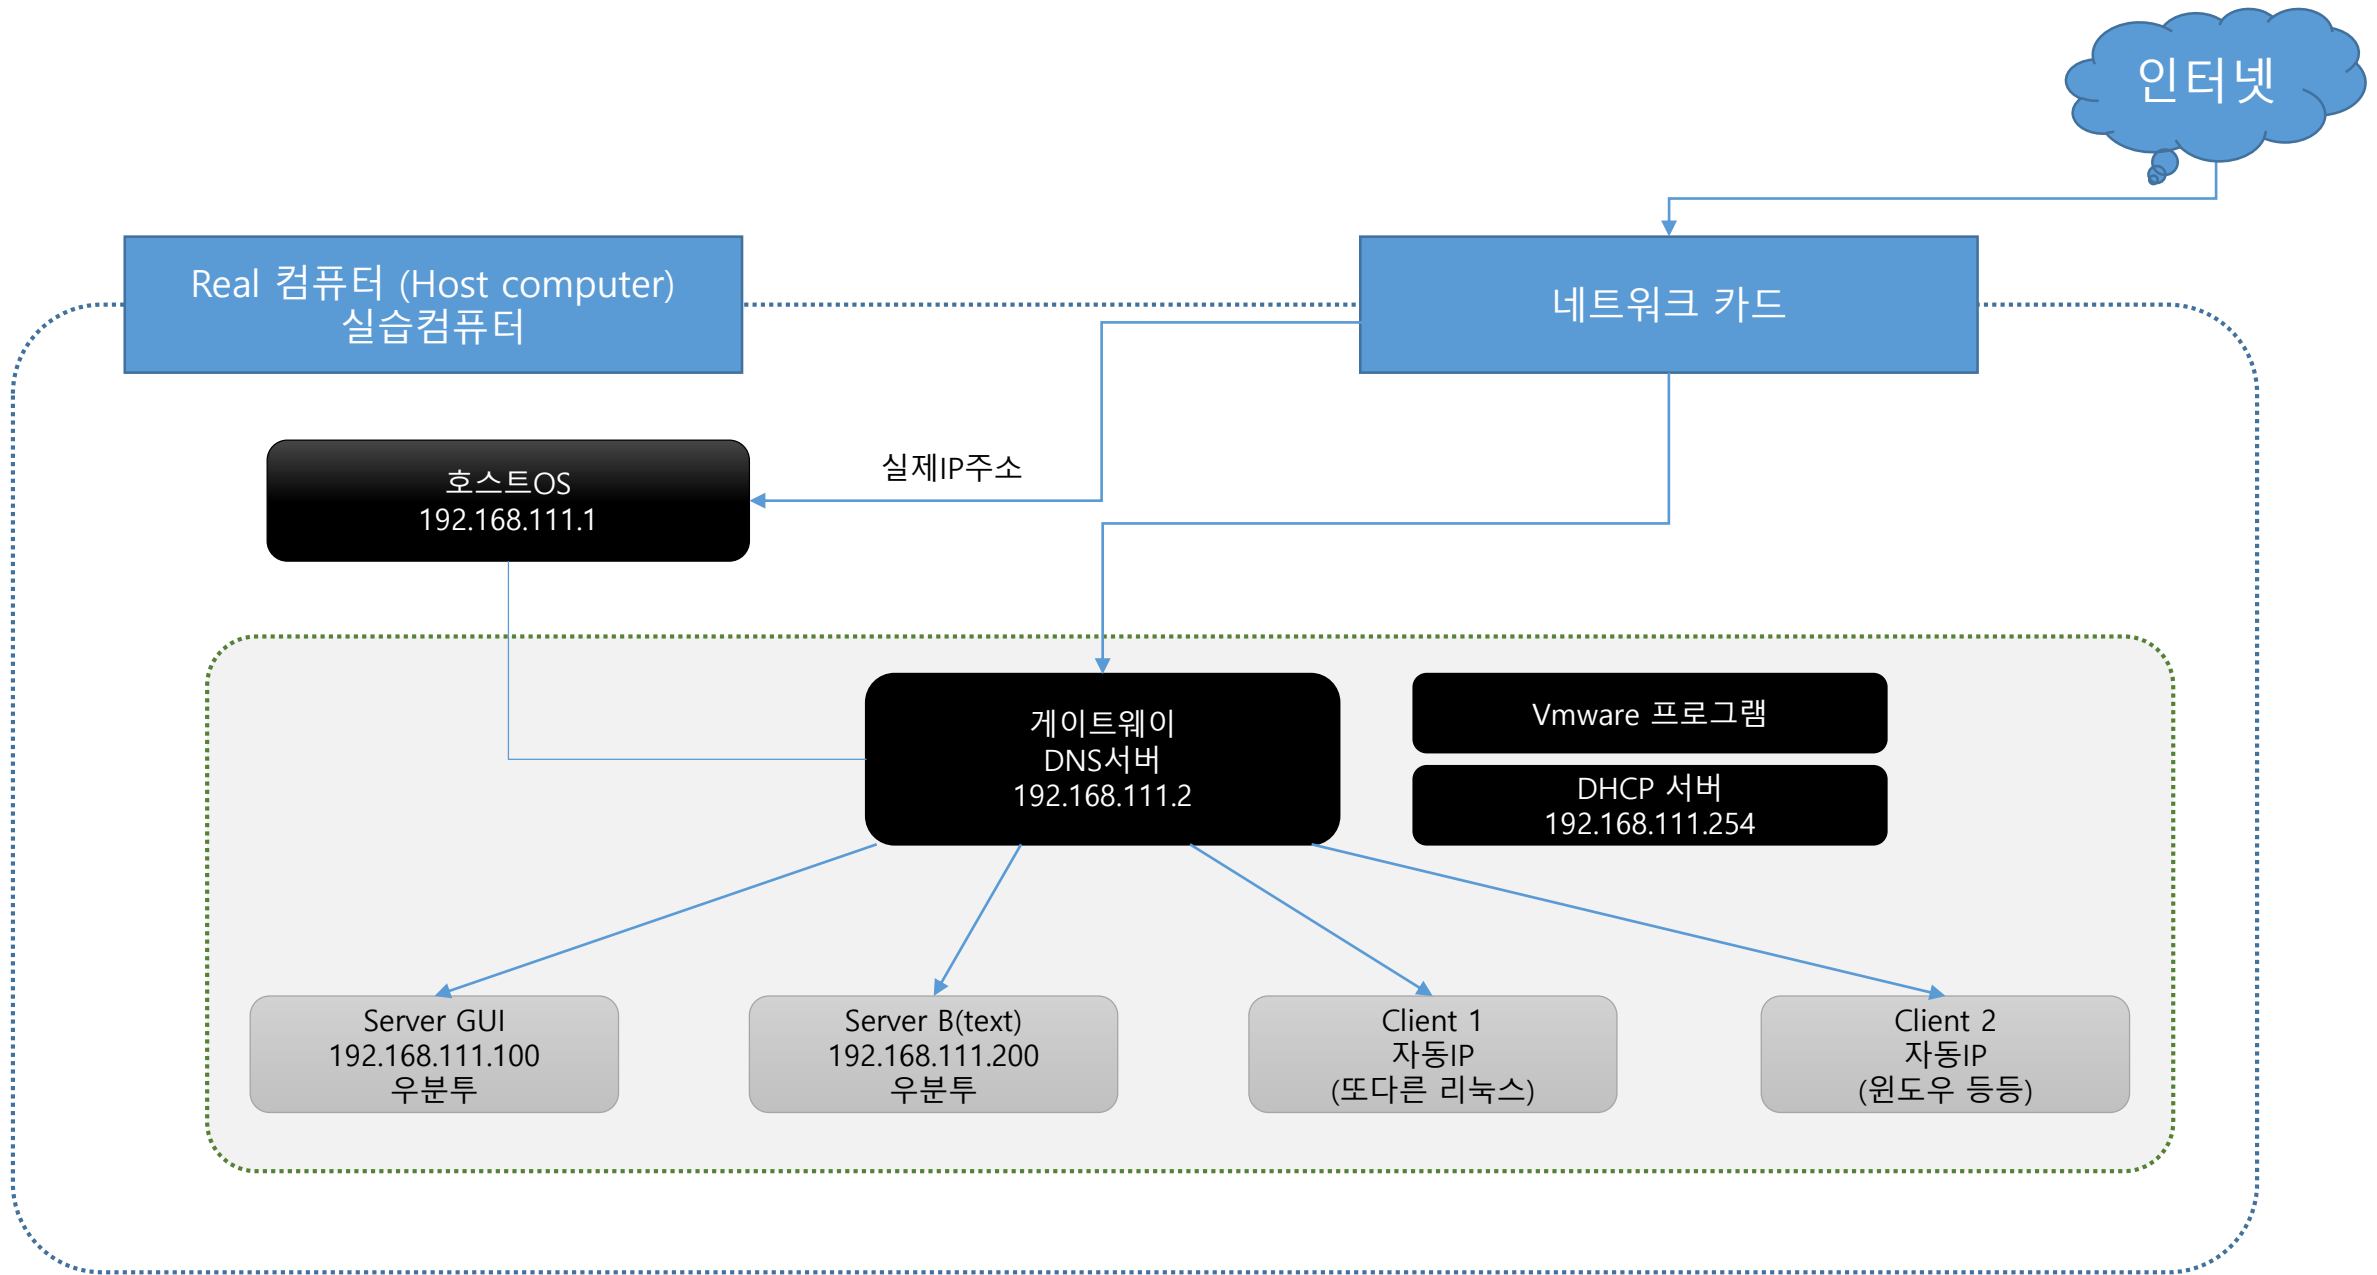 인터넷
Real 컴퓨터 (Host computer)
실습컴퓨터
네트워크 카드
호스트OS
192.168.111.1
실제IP주소
게이트웨이
DNS서버
192.168.111.2
Vmware 프로그램
DHCP 서버
192.168.111.254
Server GUI
192.168.111.100
우분투
Server B(text)
192.168.111.200
우분투
Client 1
자동IP
(또다른 리눅스)
Client 2
자동IP
(윈도우 등등)